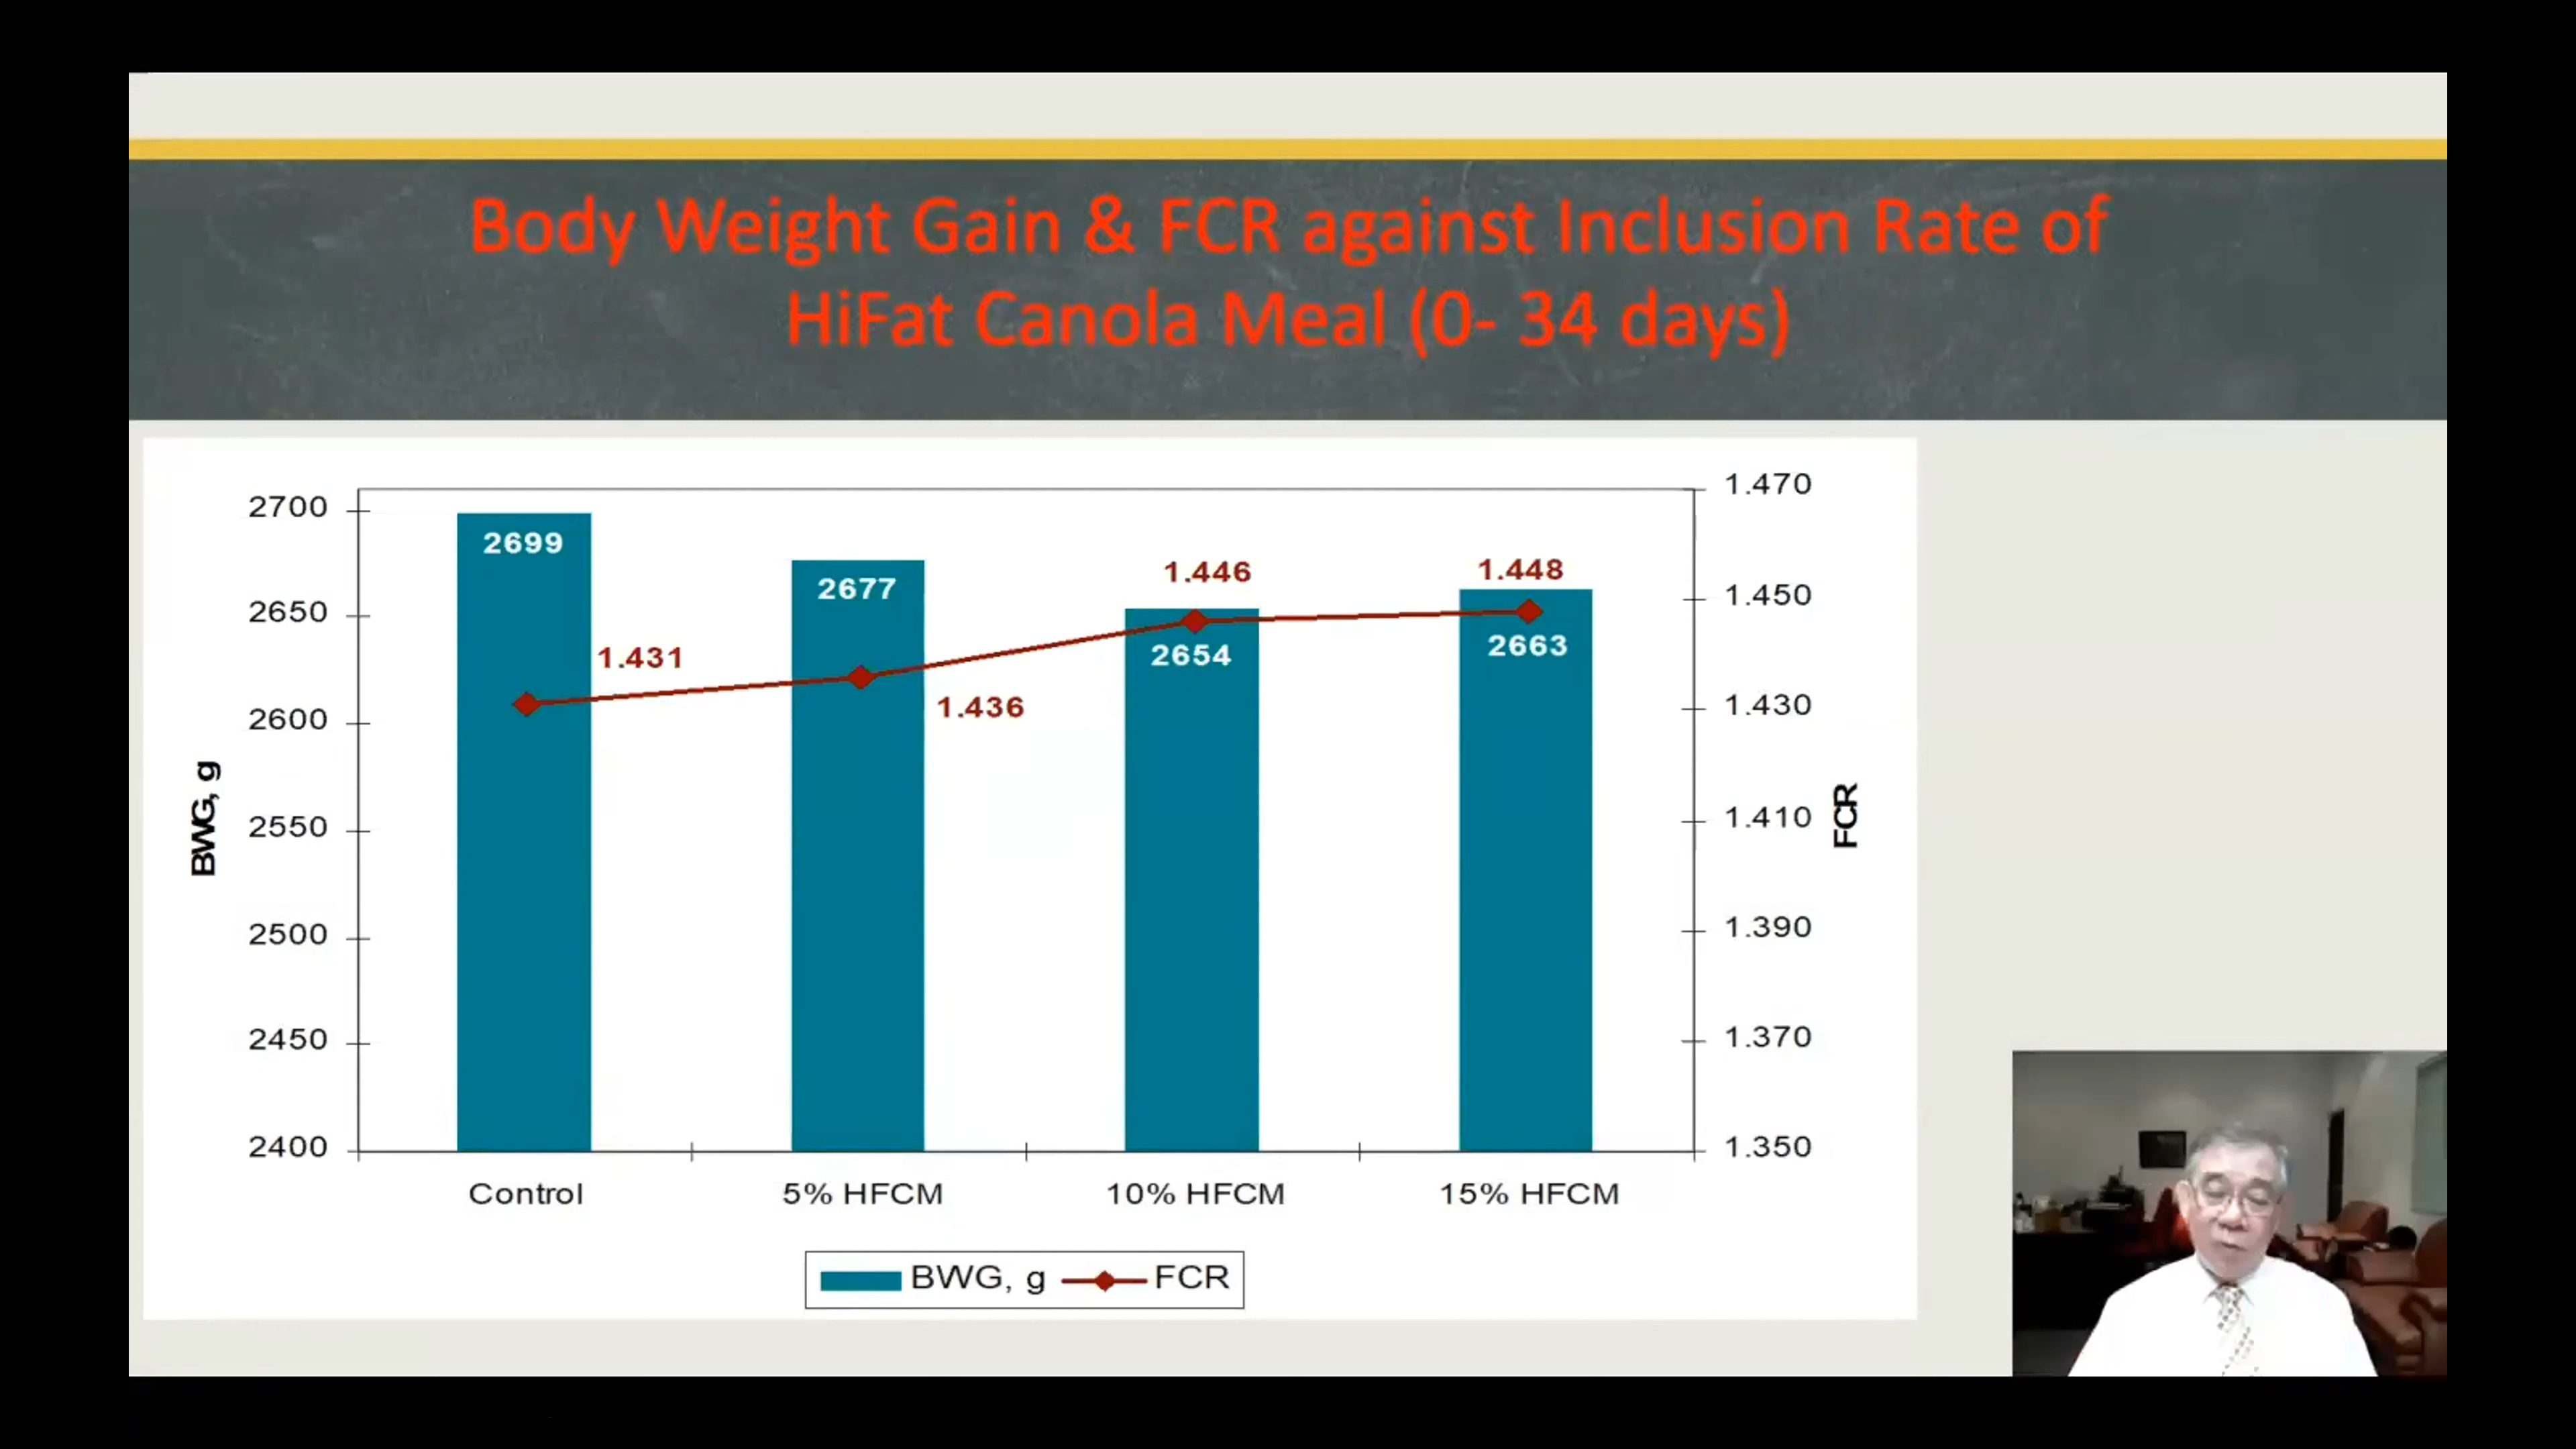 Body Weight Gain & FCR against Inclusion Rate of
HiFat Canola Meal (0- 34 days)
2700
2650
2600
2550
2500
2450
2400
BWG, g
2699
2677
2654
2663
1.431
1.436
1.446
1.448
1.470
1.450
1.430
1.410
1.390
1.370
1.350
FCR
Control
5% HFCM
10% HFCM
15% HFCM
BWG, g
FCR